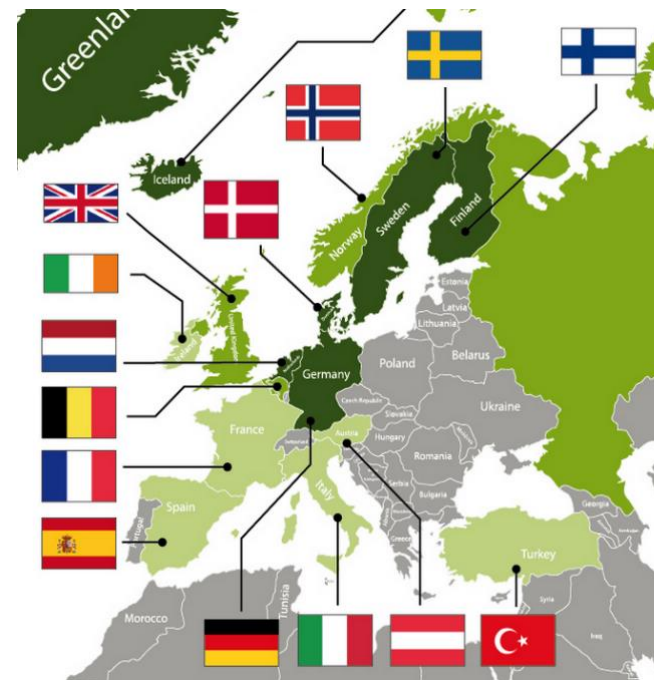 Greenland
Iceland
Norway
Sweden
Finland
Estonia
Latvia
Lithuania
Belarus
Poland
United Kingdom
Germany
Czech Republic
Ukraine
Slovakia
France
Austria
Hungary
Romania
Italy
Serbia
Bulgaria
Georgia
Spain
Portugal
Greece
Turkey
Syria
Iraq
Tunisia
Morocco